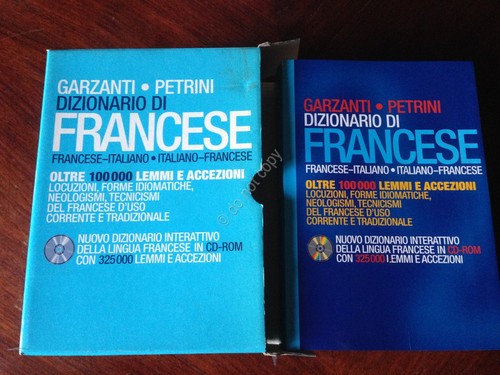 GARZANTI • PETRINI
DIZIONARIO DI
FRANCESE
FRANCESE–ITALIANO • ITALIANO–FRANCESE
OLTRE 100 000 LEMMI E ACCEZIONI
LOCUZIONI, FORME IDIOMATICHE,
NEOLOGISMI, TECNICISMI
DEL FRANCESE D'USO
CORRENTE E TRADIZIONALE
NUOVO DIZIONARIO INTERATTIVO
DELLA LINGUA FRANCESE IN CD-ROM
CON 325 000 LEMMI E ACCEZIONI
GARZANTI • PETRINI
DIZIONARIO DI
FRANCESE
FRANCESE–ITALIANO • ITALIANO–FRANCESE
OLTRE 100 000 LEMMI E ACCEZIONI
LOCUZIONI, FORME IDIOMATICHE,
NEOLOGISMI, TECNICISMI
DEL FRANCESE D'USO
CORRENTE E TRADIZIONALE
NUOVO DIZIONARIO INTERATTIVO
DELLA LINGUA FRANCESE IN CD-ROM
CON 325 000 LEMMI E ACCEZIONI